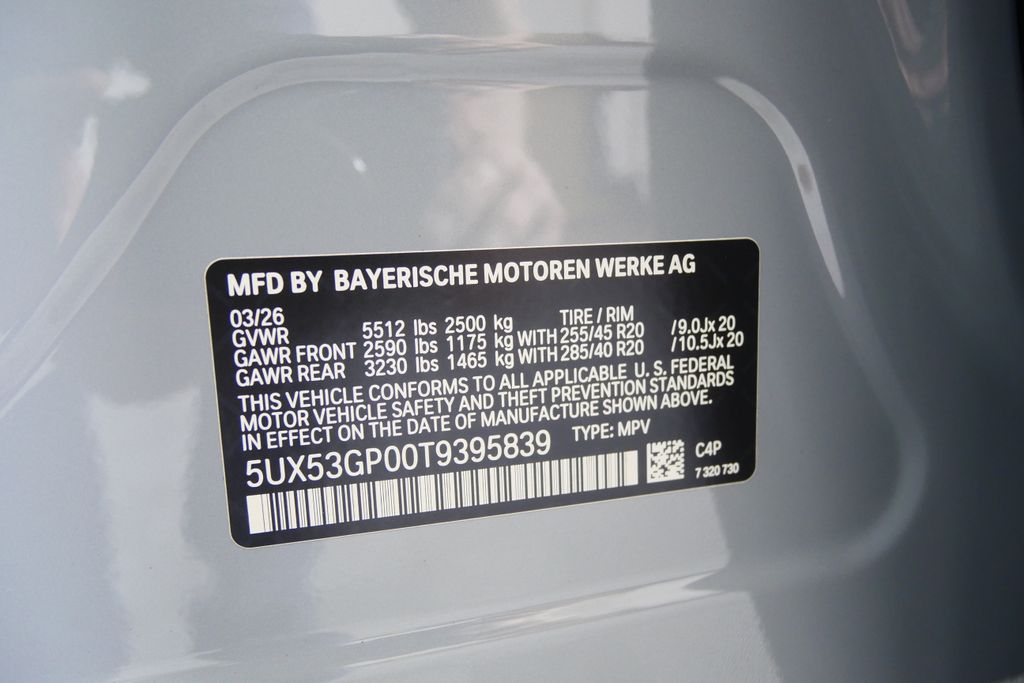 MFD BY BAYERISCHE MOTOREN WERKE AG
03/26 TIRE / RIM
GVWR 5512 lbs 2500 kg
GAWR FRONT 2590 lbs 1175 kg WITH 255/45 R20 /9.0Jx 20
GAWR REAR 3230 lbs 1465 kg WITH 285/40 R20 /10.5Jx 20
THIS VEHICLE CONFORMS TO ALL APPLICABLE U. S. FEDERAL
MOTOR VEHICLE SAFETY AND THEFT PREVENTION STANDARDS
IN EFFECT ON THE DATE OF MANUFACTURE SHOWN ABOVE.
5UX53GP00T9395839 TYPE: MPV
C4P
7 320 730